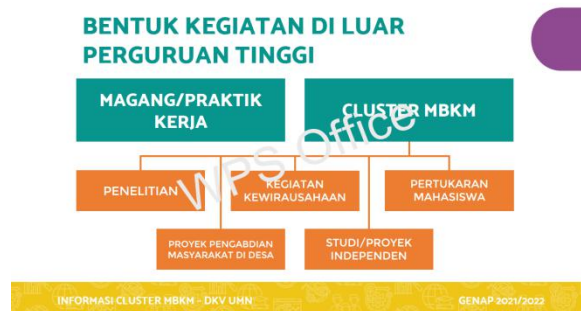 BENTUK KEGIATAN DI LUAR
PERGURUAN TINGGI
MAGANG/PRAKTIK
KERJA
CLUSTER MBKM
WPS Office
PENELITIAN
KEGIATAN
KEWIRAUSAHAAN
PERTUKARAN
MAHASISWA
PROYEK PENGABDIAN
MASYARAKAT DI DESA
STUDI/PROYEK
INDEPENDEN
INFORMASI CLUSTER MBKM - DKV UMN
GENAP 2021/2022